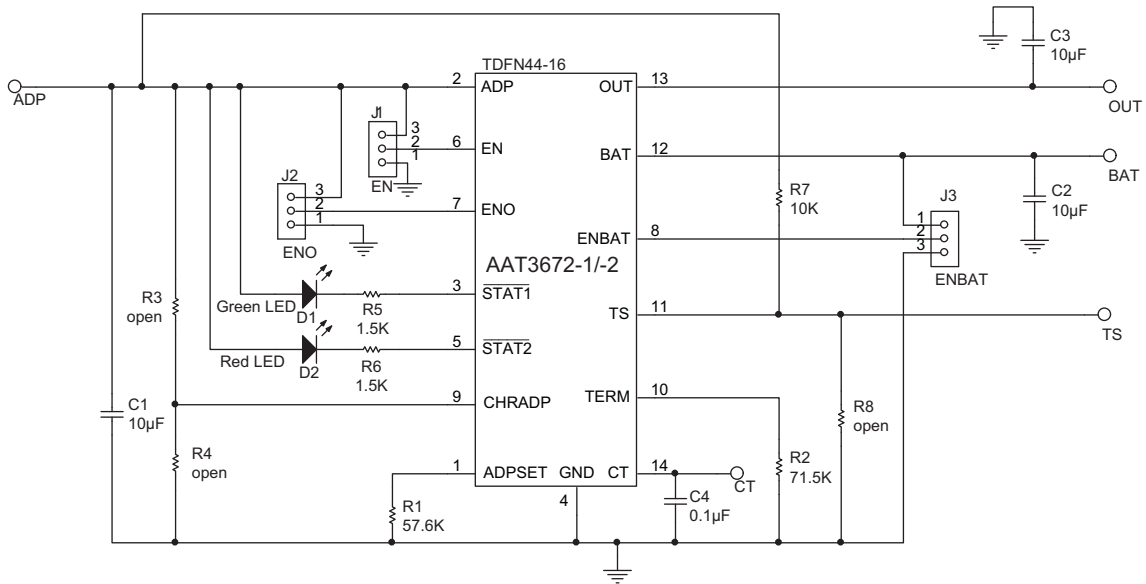 TDFN44-16
C3
10µF
ADP
2
ADP
OUT
13
OUT
J1
3
2
1
EN
6
EN
BAT
12
BAT
J2
3
2
1
ENO
7
ENO
R7
10K
C2
10µF
J3
1
2
3
ENBAT
ENBAT
8
AAT3672-1/-2
Green LED
D1
R5
1.5K
3
STAT1
TS
11
TS
R3
open
Red LED
D2
R6
1.5K
5
STAT2
C1
10µF
9
CHRADP
TERM
10
R8
open
R4
open
R2
71.5K
1
ADPSET
GND
CT
14
CT
4
R1
57.6K
C4
0.1µF